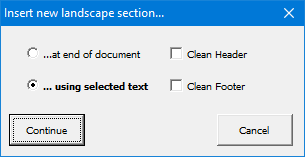 Insert new landscape section...
...at end of document
Clean Header
... using selected text
Clean Footer
Continue
Cancel